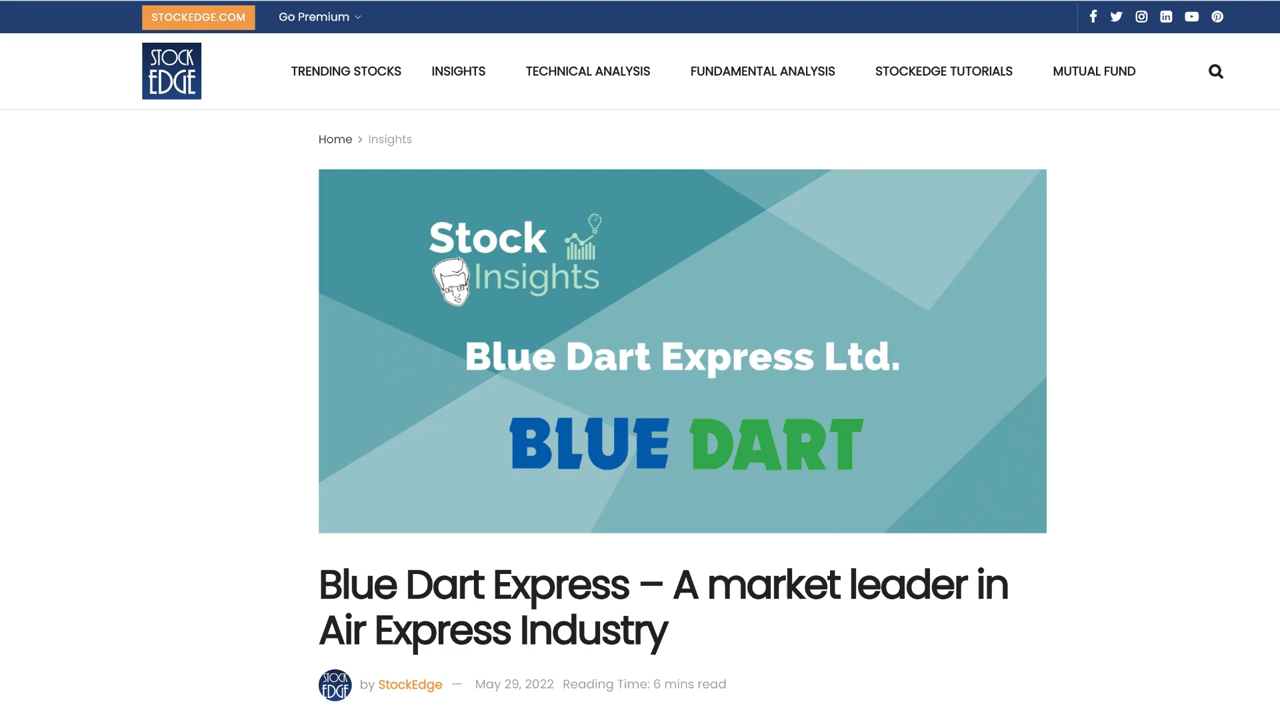 STOCKEDGE.COM Go Premium
STOCK EDGE
TRENDING STOCKS INSIGHTS TECHNICAL ANALYSIS FUNDAMENTAL ANALYSIS STOCKEDGE TUTORIALS MUTUAL FUND
Home > Insights
Stock
Insights
Blue Dart Express Ltd.
BLUE DART
Blue Dart Express – A market leader in
Air Express Industry
STOCK EDGE
by StockEdge — May 29, 2022 Reading Time: 6 mins read